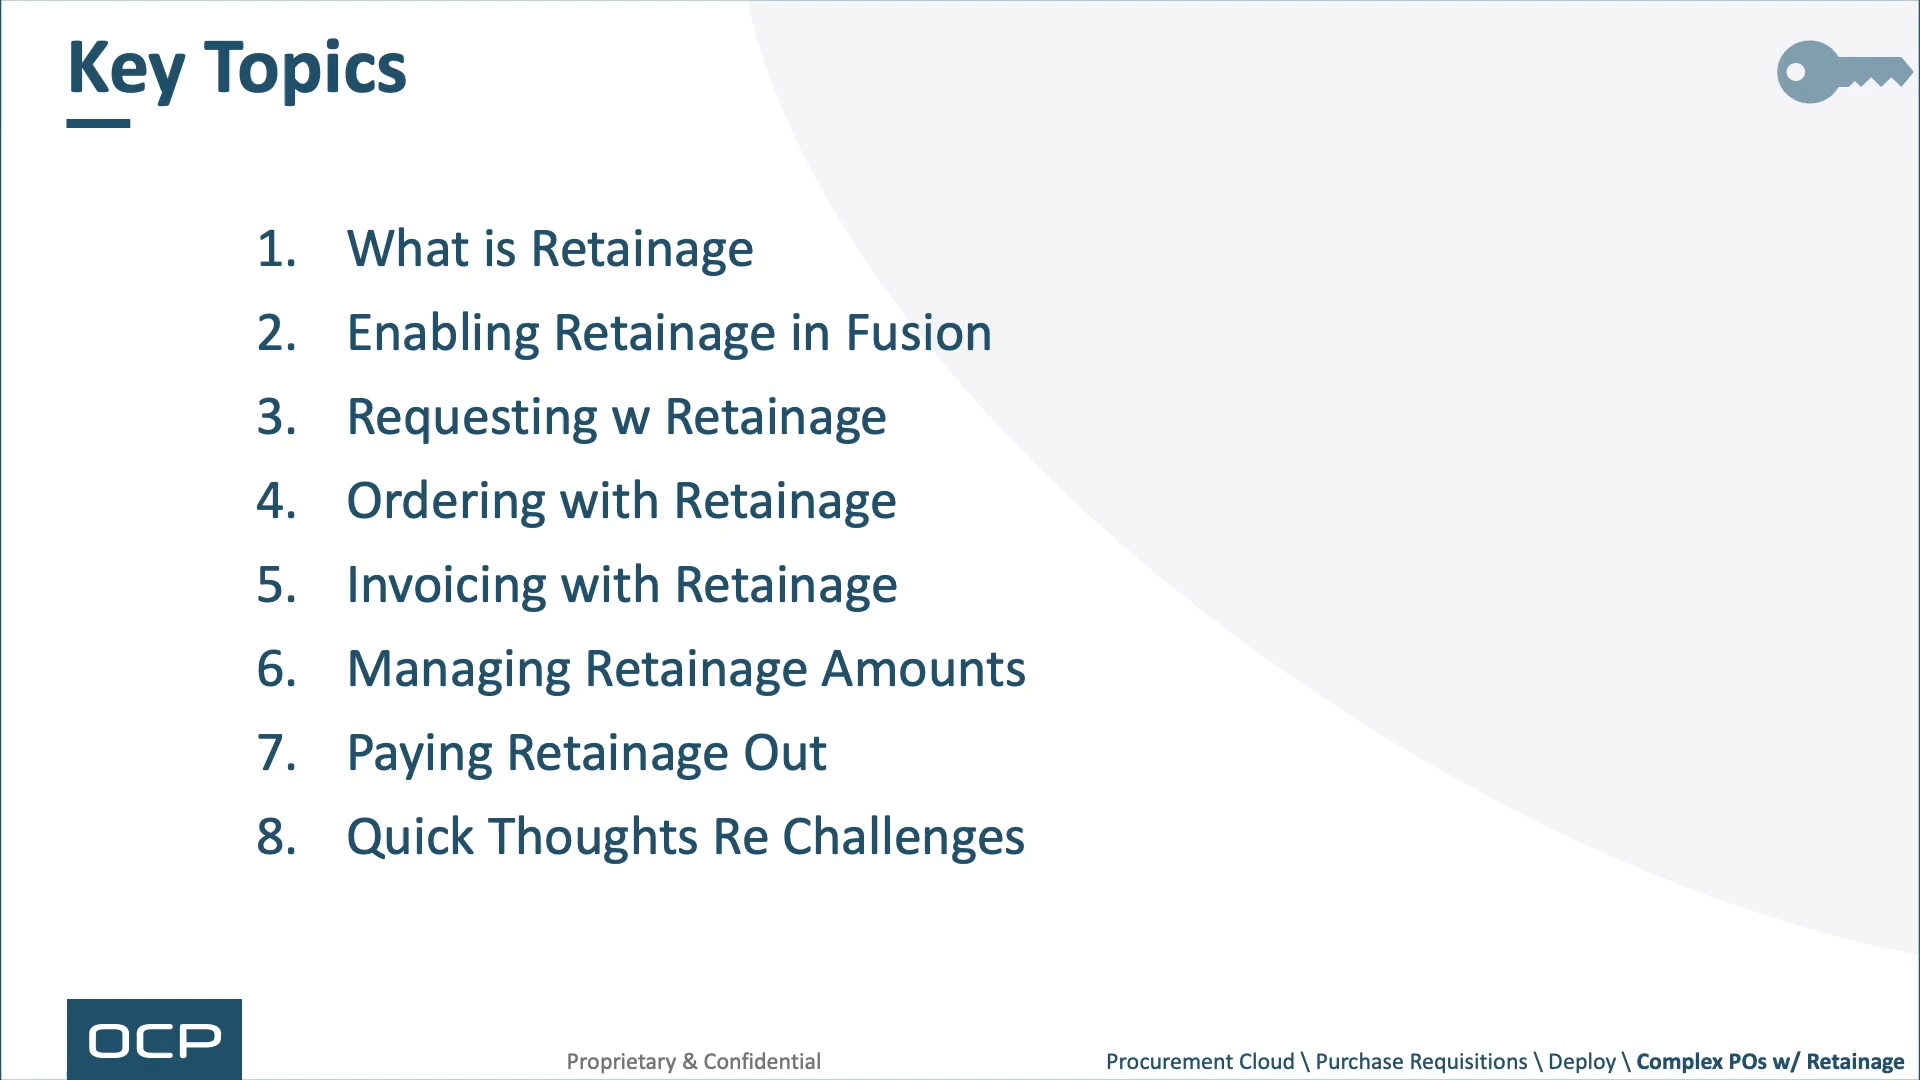 Key Topics
1. What is Retainage
2. Enabling Retainage in Fusion
3. Requesting w Retainage
4. Ordering with Retainage
5. Invoicing with Retainage
6. Managing Retainage Amounts
7. Paying Retainage Out
8. Quick Thoughts Re Challenges
OCP
Proprietary & Confidential
Procurement Cloud \ Purchase Requisitions \ Deploy \ Complex POs w/ Retainage